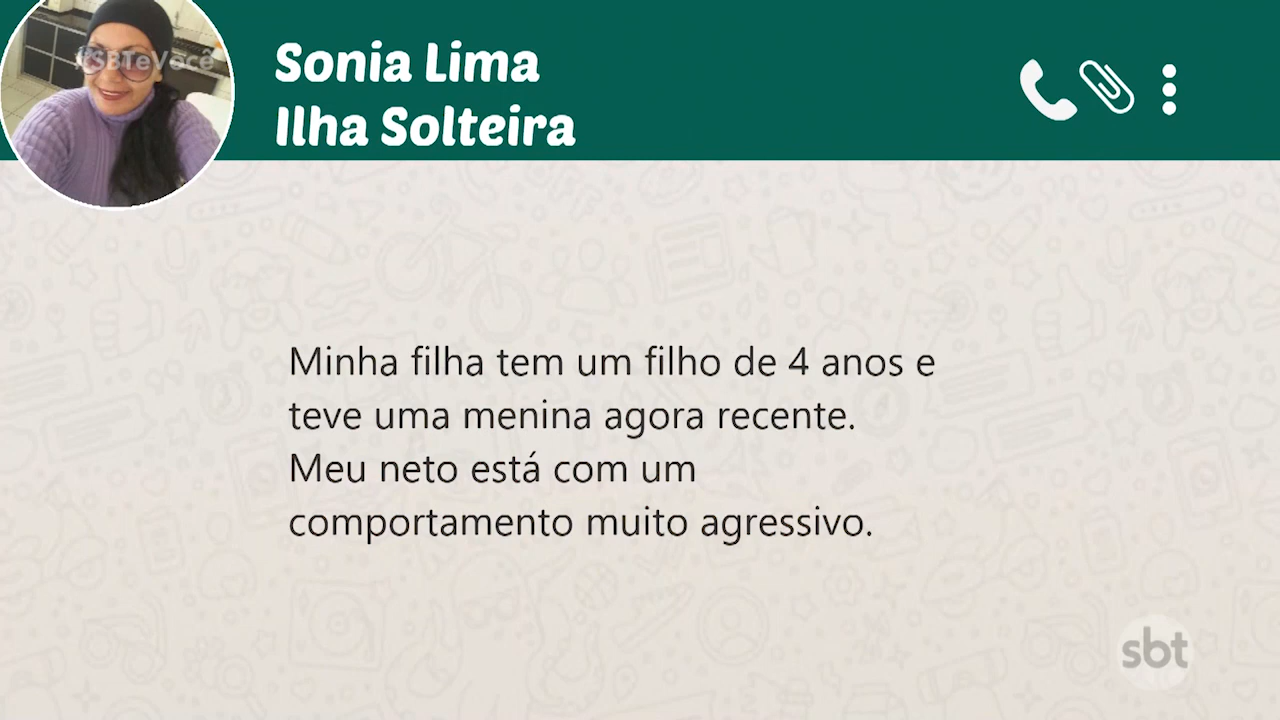 #SBTeVocê
Sonia Lima
Ilha Solteira
Minha filha tem um filho de 4 anos e
teve uma menina agora recente.
Meu neto está com um
comportamento muito agressivo.
sbt